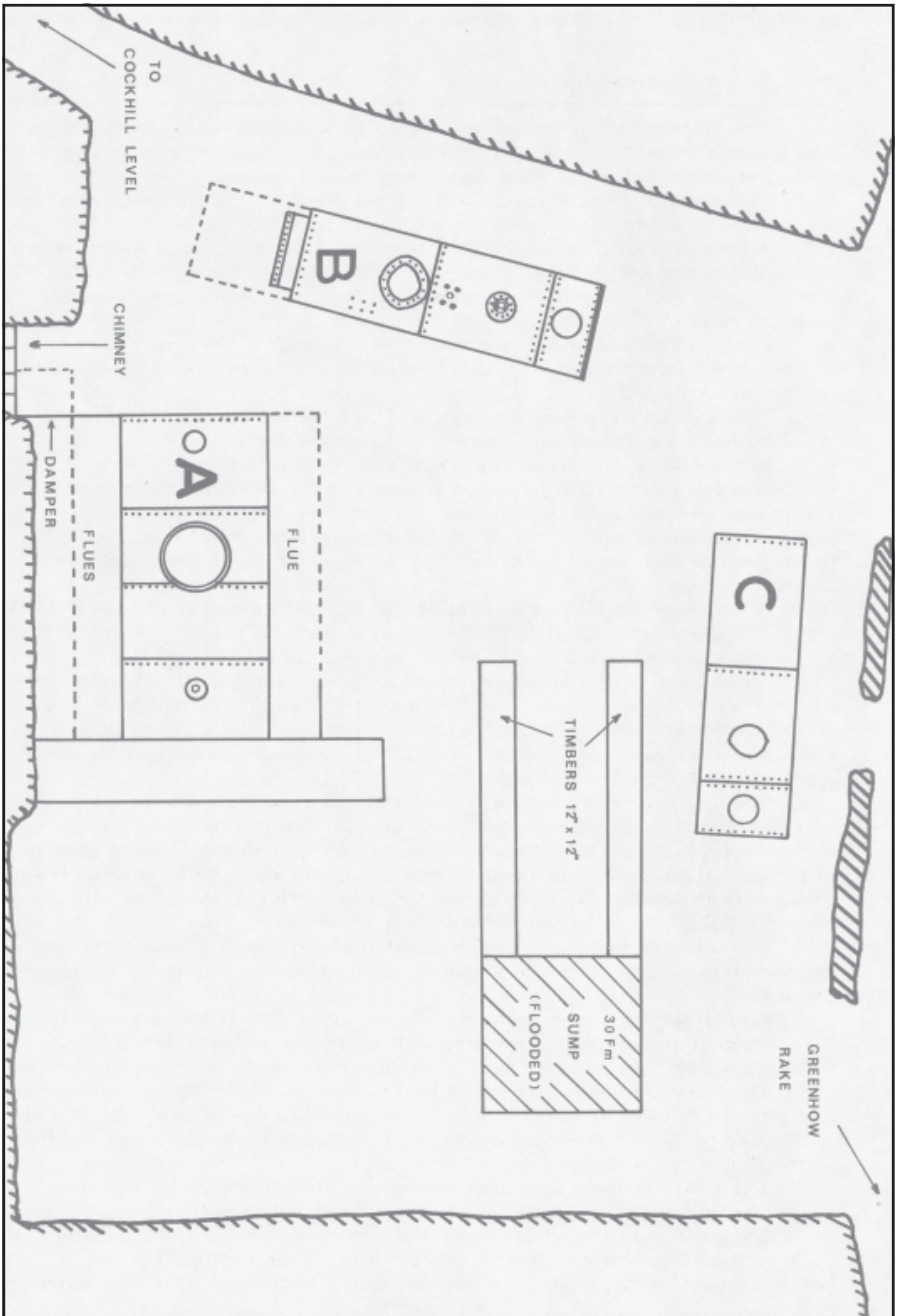 TO
COCKHILL LEVEL
CHIMNEY
DAMPER
FLUES
FLUE
A
B
C
TIMBERS 12" x 12"
30 Fm
SUMP
(FLOODED)
GREENHOW
RAKE